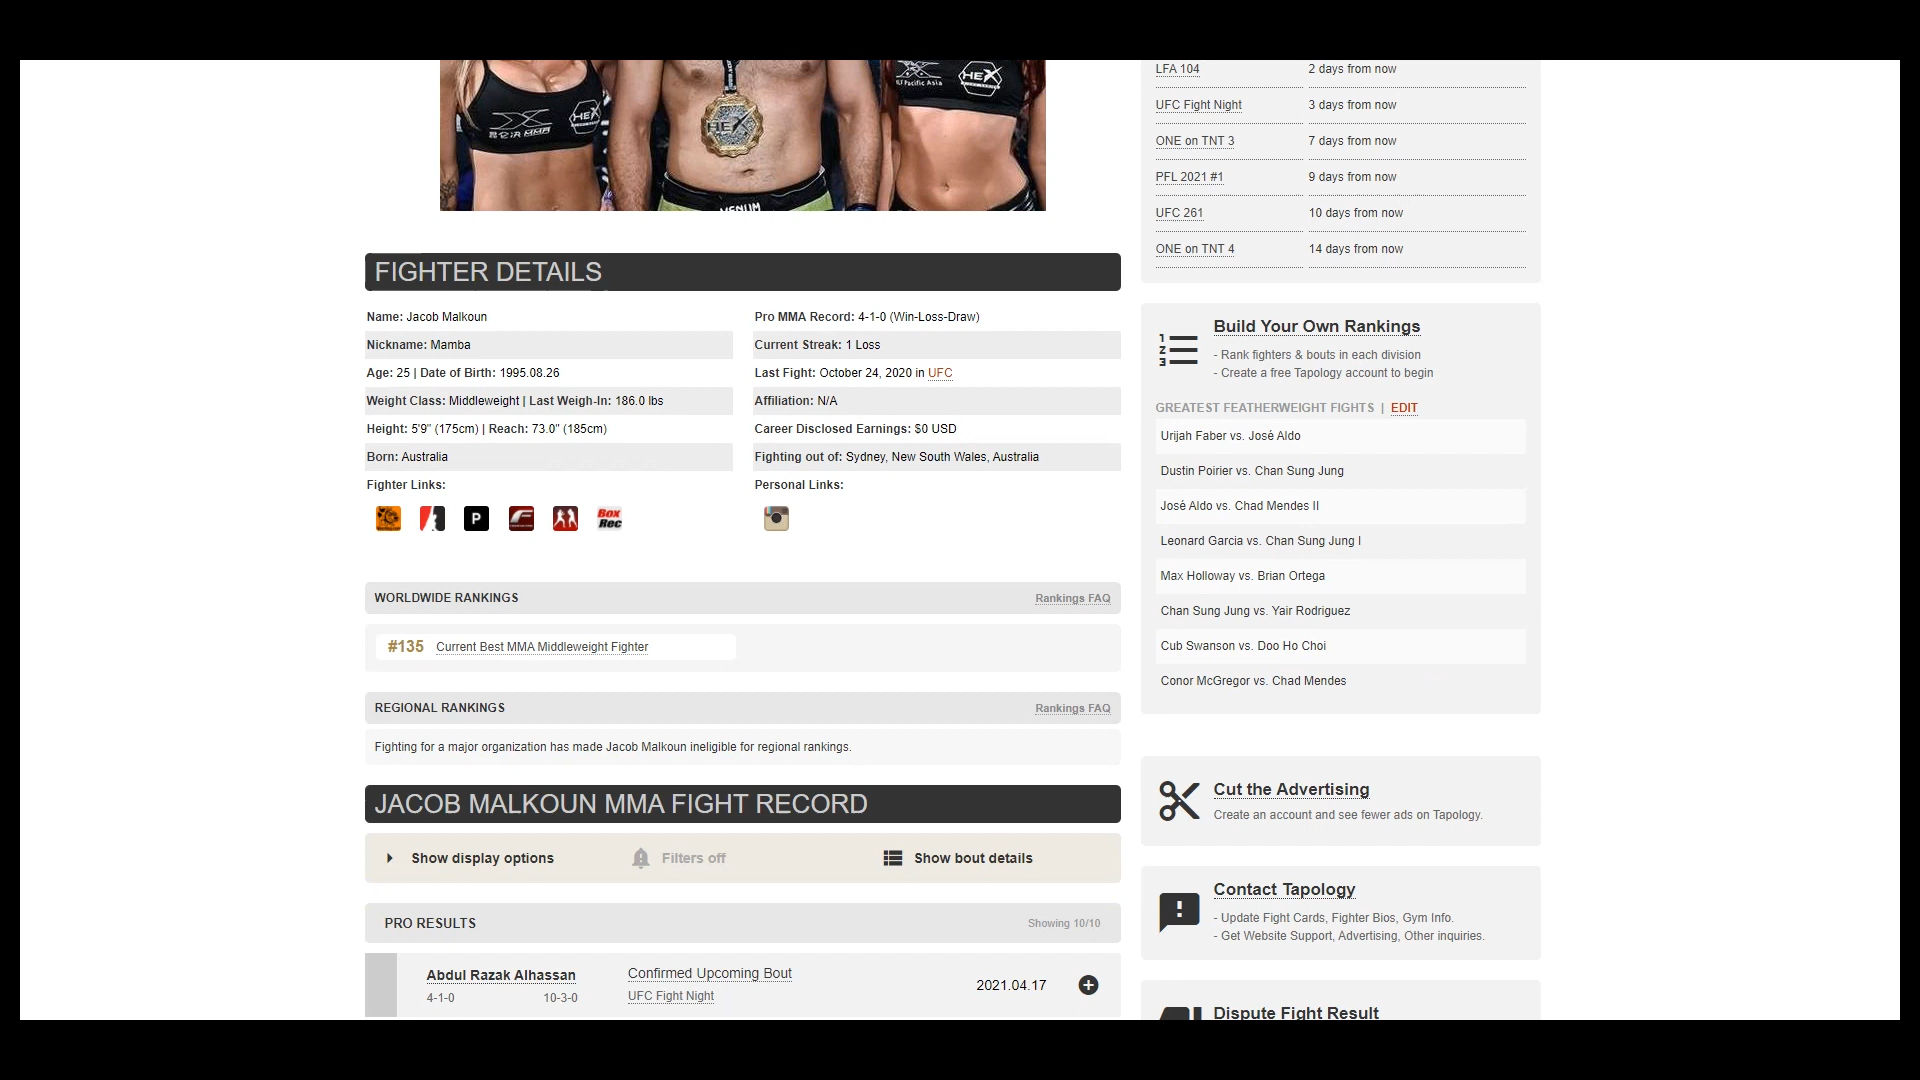 HEX
MMA
HEX
HEX
Pacific Asia
VENUM
FIGHTER DETAILS
Name: Jacob Malkoun
Nickname: Mamba
Age: 25 | Date of Birth: 1995.08.26
Weight Class: Middleweight | Last Weigh-In: 186.0 lbs
Height: 5'9" (175cm) | Reach: 73.0" (185cm)
Born: Australia
Fighter Links:
P
Box
Rec
Pro MMA Record: 4-1-0 (Win-Loss-Draw)
Current Streak: 1 Loss
Last Fight: October 24, 2020 in UFC
Affiliation: N/A
Career Disclosed Earnings: $0 USD
Fighting out of: Sydney, New South Wales, Australia
Personal Links:
WORLDWIDE RANKINGS
Rankings FAQ
#135 Current Best MMA Middleweight Fighter
REGIONAL RANKINGS
Rankings FAQ
Fighting for a major organization has made Jacob Malkoun ineligible for regional rankings.
JACOB MALKOUN MMA FIGHT RECORD
Show display options
Filters off
Show bout details
PRO RESULTS
Showing 10/10
Abdul Razak Alhassan
4-1-0
10-3-0
Confirmed Upcoming Bout
UFC Fight Night
2021.04.17
LFA 104 2 days from now
UFC Fight Night 3 days from now
ONE on TNT 3 7 days from now
PFL 2021 #1 9 days from now
UFC 261 10 days from now
ONE on TNT 4 14 days from now
1
2
3
Build Your Own Rankings
- Rank fighters & bouts in each division
- Create a free Tapology account to begin
GREATEST FEATHERWEIGHT FIGHTS | EDIT
Urijah Faber vs. José Aldo
Dustin Poirier vs. Chan Sung Jung
José Aldo vs. Chad Mendes II
Leonard Garcia vs. Chan Sung Jung I
Max Holloway vs. Brian Ortega
Chan Sung Jung vs. Yair Rodriguez
Cub Swanson vs. Doo Ho Choi
Conor McGregor vs. Chad Mendes
Cut the Advertising
Create an account and see fewer ads on Tapology.
Contact Tapology
- Update Fight Cards, Fighter Bios, Gym Info.
- Get Website Support, Advertising, Other inquiries.
Dispute Fight Result